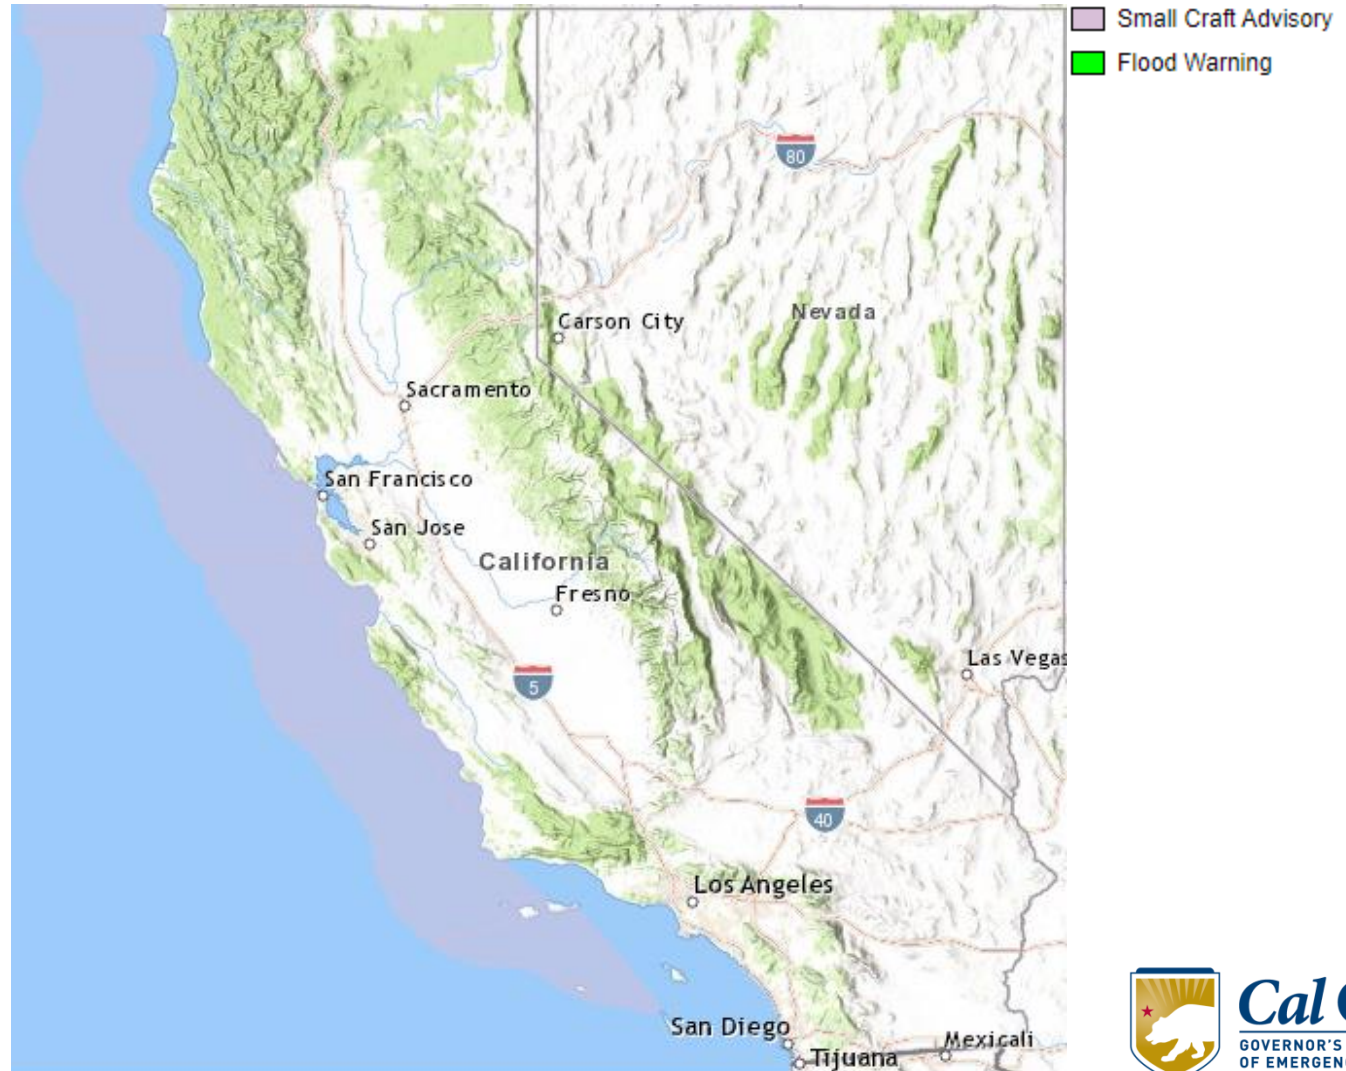 Small Craft Advisory
Flood Warning
80
Carson City
Nevada
Sacramento
San Francisco
San Jose
California
Fresno
Las Vegas
5
40
Los Angeles
San Diego
Mexicali
Tijuana
Cal
GOVERNOR'S
OF